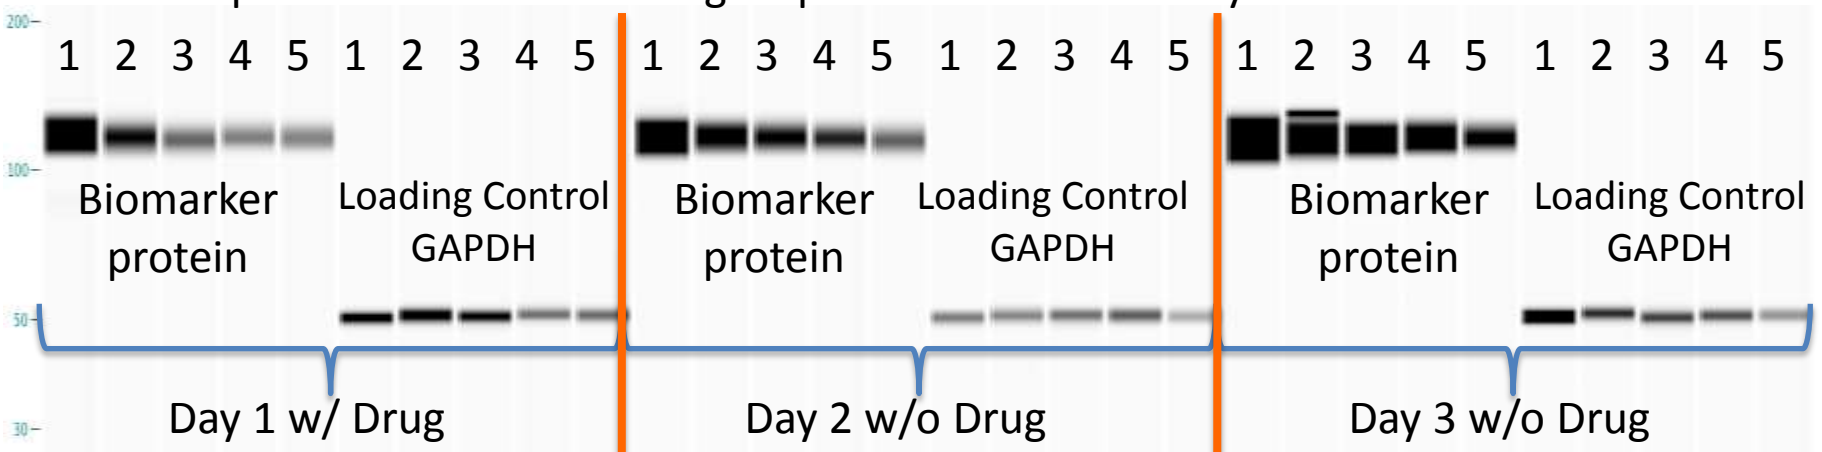 200
1 2 3 4 5 1 2 3 4 5 1 2 3 4 5 1 2 3 4 5 1 2 3 4 5 1 2 3 4 5
100
Biomarker protein
Loading Control GAPDH
Biomarker protein
Loading Control GAPDH
Biomarker protein
Loading Control GAPDH
50
Day 1 w/ Drug
Day 2 w/o Drug
Day 3 w/o Drug
30